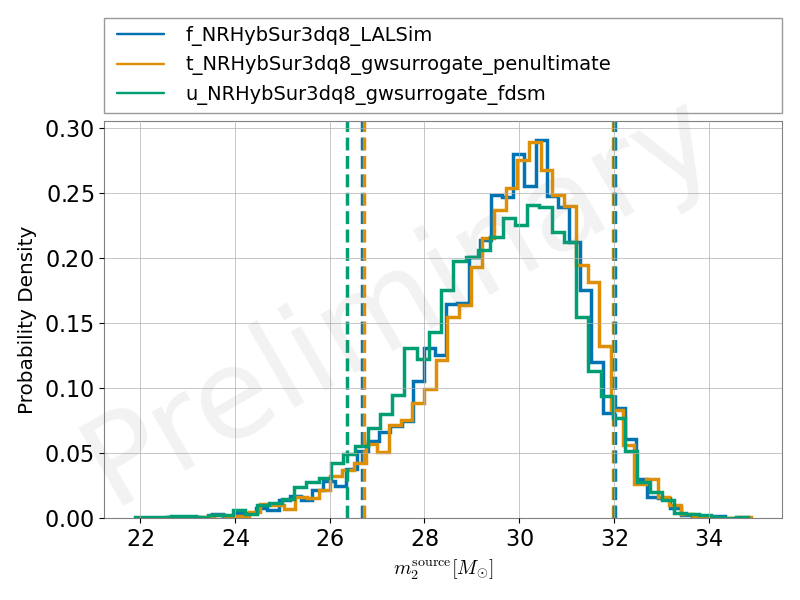 f_NRHybSur3dq8_LALSim
t_NRHybSur3dq8_gwsurrogate_penultimate
u_NRHybSur3dq8_gwsurrogate_fdsm
0.30
0.25
0.20
0.15
0.10
0.05
0.00
Probability Density
Preliminary
22 24 26 28 30 32 34
m₂^source [M⊙]